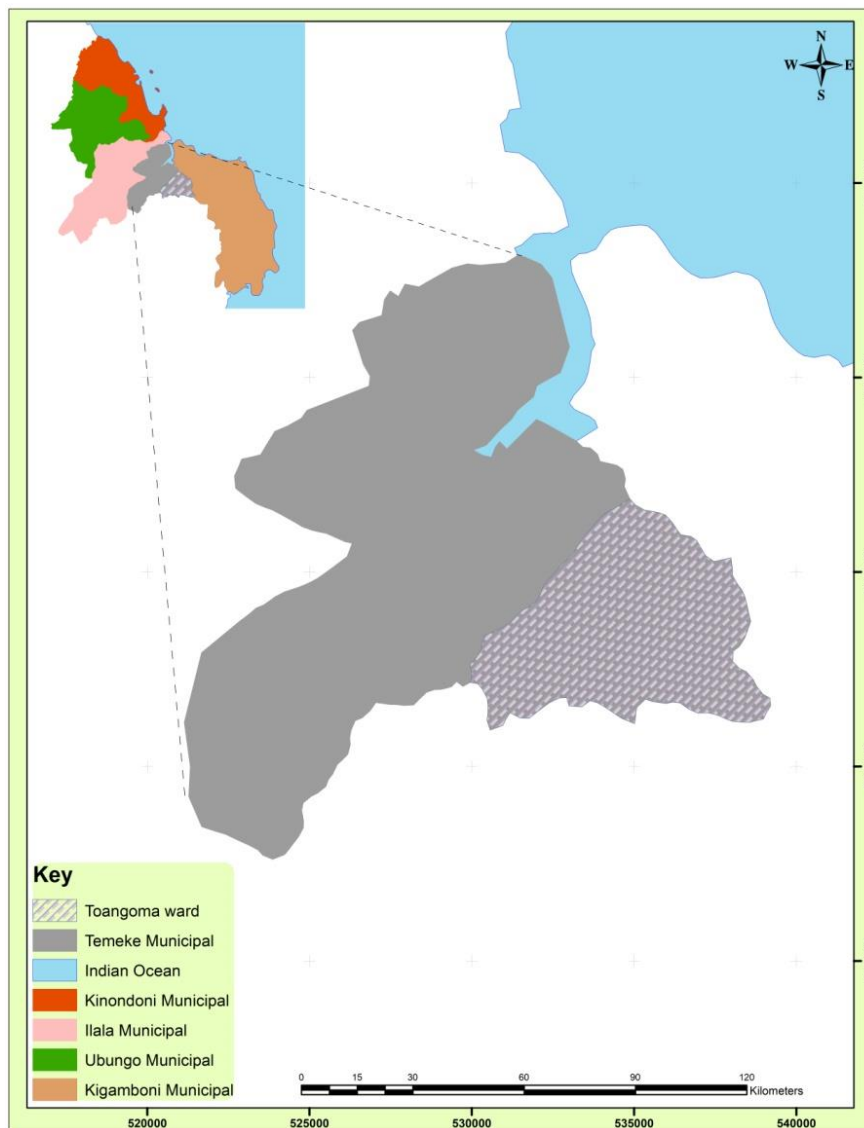 N
W E
S
Key
Toangoma ward
Temeke Municipal
Indian Ocean
Kinondoni Municipal
Ilala Municipal
Ubungo Municipal
Kigamboni Municipal
0 15 30 60 90 120
Kilometers
520000 525000 530000 535000 540000